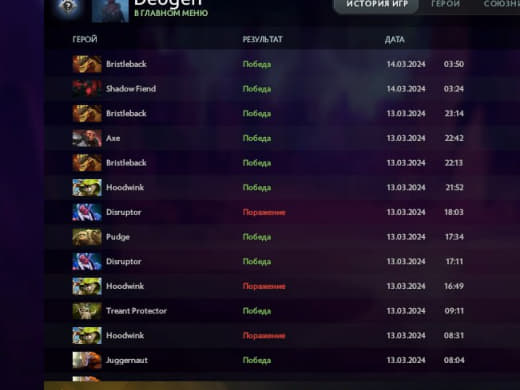 Deogen
В ГЛАВНОМ МЕНЮ
ИСТОРИЯ ИГР ГЕРОИ СОЮЗНИ
ГЕРОЙ РЕЗУЛЬТАТ ДАТА
Bristleback Победа 14.03.2024 03:50
Shadow Fiend Победа 14.03.2024 03:24
Bristleback Победа 13.03.2024 23:14
Axe Победа 13.03.2024 22:42
Bristleback Победа 13.03.2024 22:13
Hoodwink Победа 13.03.2024 21:52
Disruptor Поражение 13.03.2024 18:03
Pudge Победа 13.03.2024 17:34
Disruptor Победа 13.03.2024 17:11
Hoodwink Поражение 13.03.2024 16:49
Treant Protector Победа 13.03.2024 09:11
Hoodwink Поражение 13.03.2024 08:31
Juggernaut Победа 13.03.2024 08:04